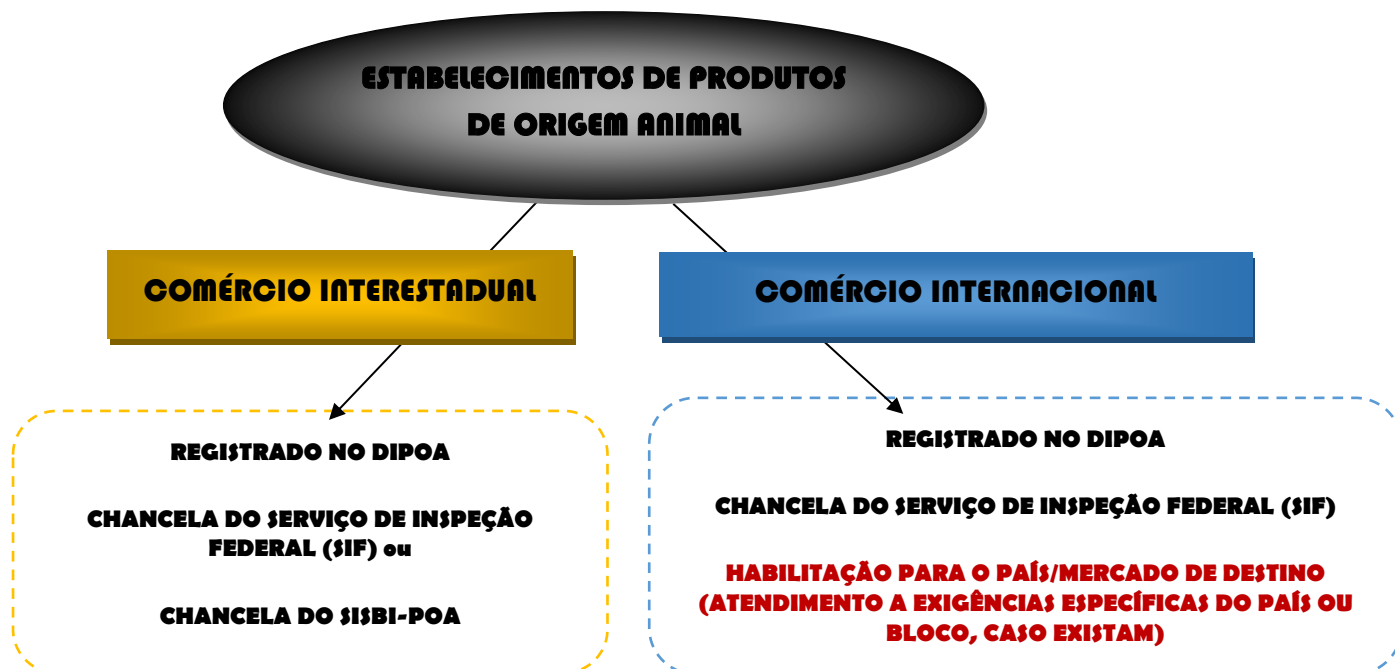 ESTABELECIMENTOS DE PRODUTOS
DE ORIGEM ANIMAL
COMÉRCIO INTERESTADUAL
COMÉRCIO INTERNACIONAL
REGISTRADO NO DIPOA
CHANCELA DO SERVIÇO DE INSPEÇÃO
FEDERAL (SIF) ou
CHANCELA DO SISBI-POA
REGISTRADO NO DIPOA
CHANCELA DO SERVIÇO DE INSPEÇÃO FEDERAL (SIF)
HABILITAÇÃO PARA O PAÍS/MERCADO DE DESTINO
(ATENDIMENTO A EXIGÊNCIAS ESPECÍFICAS DO PAÍS OU
BLOCO, CASO EXISTAM)